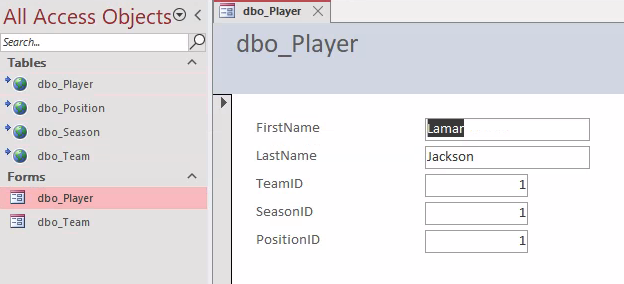 All Access Objects
Search...
Tables
dbo_Player
dbo_Position
dbo_Season
dbo_Team
Forms
dbo_Player
dbo_Team
dbo_Player
dbo_Player
FirstName Lamar
LastName Jackson
TeamID 1
SeasonID 1
PositionID 1